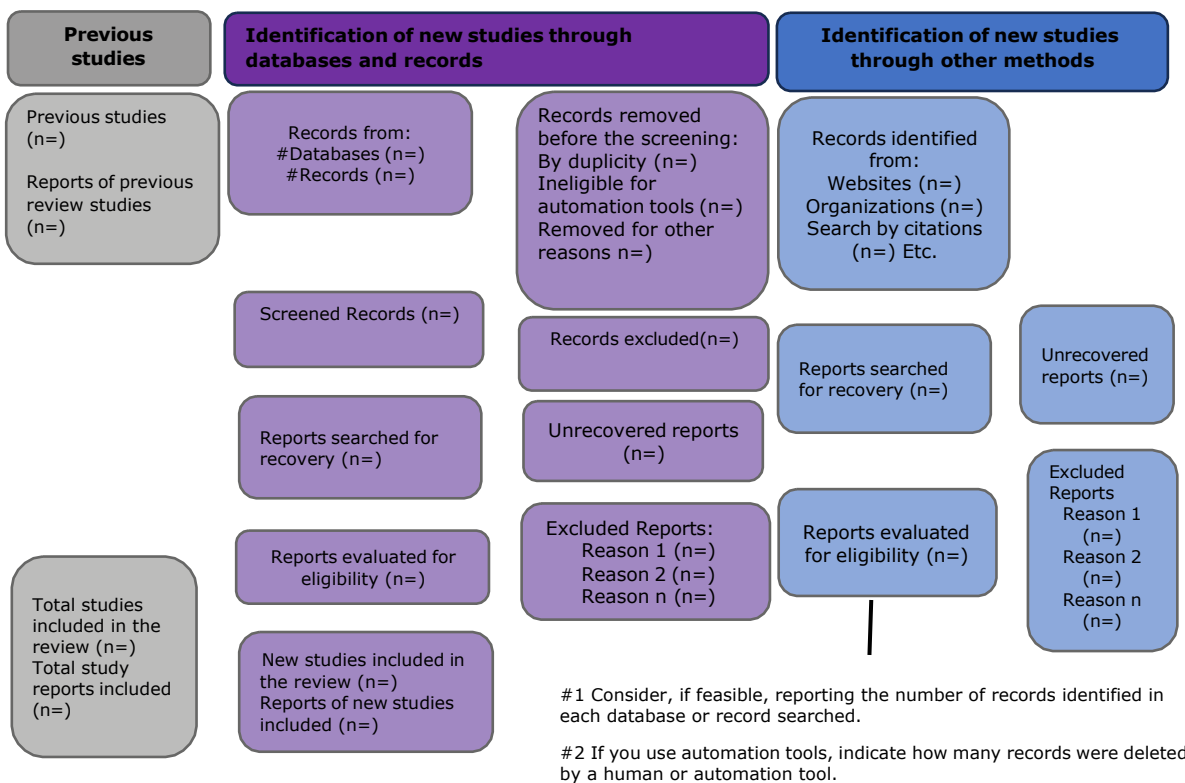 Previous
studies
Identification of new studies through
databases and records
Identification of new studies
through other methods
Previous studies
(n=)
Reports of previous
review studies
(n=)
Records from:
#Databases (n=)
#Records (n=)
Records removed
before the screening:
By duplicity (n=)
Ineligible for
automation tools (n=)
Removed for other
reasons n=)
Records identified
from:
Websites (n=)
Organizations (n=)
Search by citations
(n=) Etc.
Screened Records (n=)
Records excluded(n=)
Reports searched
for recovery (n=)
Unrecovered
reports (n=)
Reports searched for
recovery (n=)
Unrecovered reports
(n=)
Reports evaluated for
eligibility (n=)
Excluded Reports:
Reason 1 (n=)
Reason 2 (n=)
Reason n (n=)
Reports evaluated
for eligibility (n=)
Excluded
Reports
Reason 1
(n=)
Reason 2
(n=)
Reason n
(n=)
Total studies
included in the
review (n=)
Total study
reports included
(n=)
New studies included in
the review (n=)
Reports of new studies
included (n=)
#1 Consider, if feasible, reporting the number of records identified in
each database or record searched.
#2 If you use automation tools, indicate how many records were deleted
by a human or automation tool.